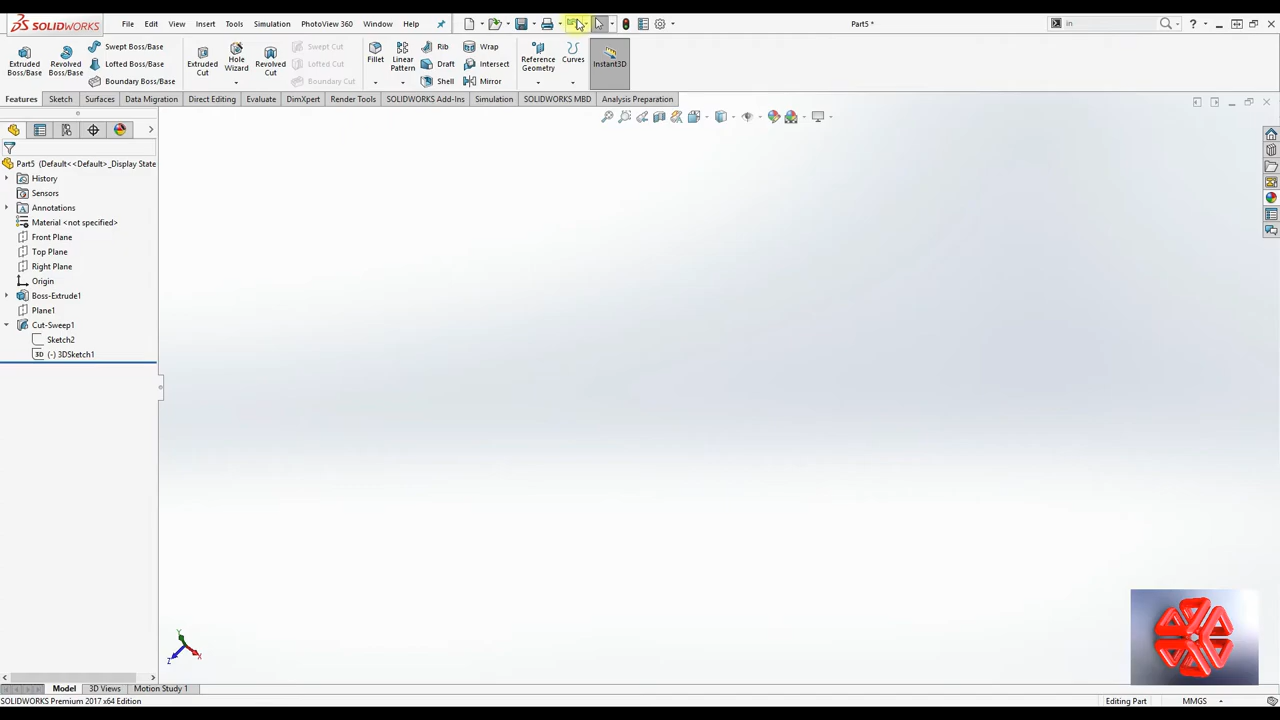 SOLIDWORKS File Edit View Insert Tools Simulation PhotoView 360 Window Help Part5 * in
Extruded Boss/Base Revolved Boss/Base Swept Boss/Base Lofted Boss/Base Boundary Boss/Base Extruded Cut Hole Wizard Revolved Cut Swept Cut Lofted Cut Boundary Cut Fillet Linear Pattern Rib Draft Shell Wrap Intersect Mirror Reference Geometry Curves Instant3D
Features Sketch Surfaces Data Migration Direct Editing Evaluate DimXpert Render Tools SOLIDWORKS Add-Ins Simulation SOLIDWORKS MBD Analysis Preparation
Part5 (Default<<Default>_Display State
History
Sensors
Annotations
Material <not specified>
Front Plane
Top Plane
Right Plane
Origin
Boss-Extrude1
Plane1
Cut-Sweep1
Sketch2
3D (-) 3DSketch1
Y
Z X
Model 3D Views Motion Study 1
SOLIDWORKS Premium 2017 x64 Edition Editing Part MMGS